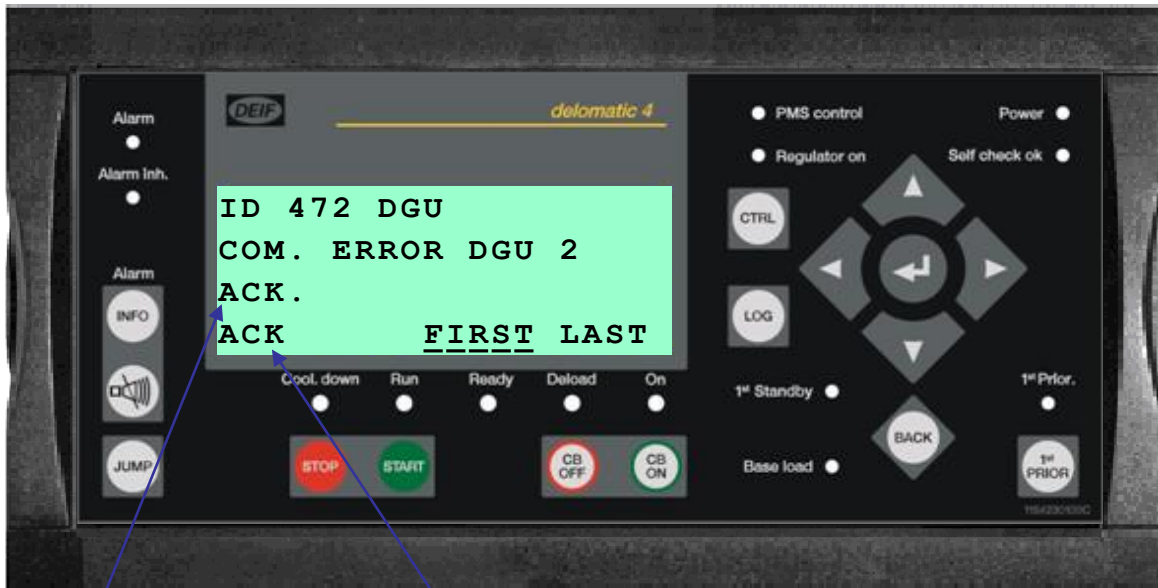 DEIF
delomatic 4
Alarm
Alarm Inh.
PMS control
Power
Regulator on
Self check ok
ID 472 DGU
COM. ERROR DGU 2
ACK.
ACK FIRST LAST
Alarm
INFO
JUMP
CTRL
LOG
Cool. down
Run
Ready
Deload
On
STOP
START
CB
OFF
CB
ON
1st Standby
Base load
BACK
1st Prior.
1st
PRIOR